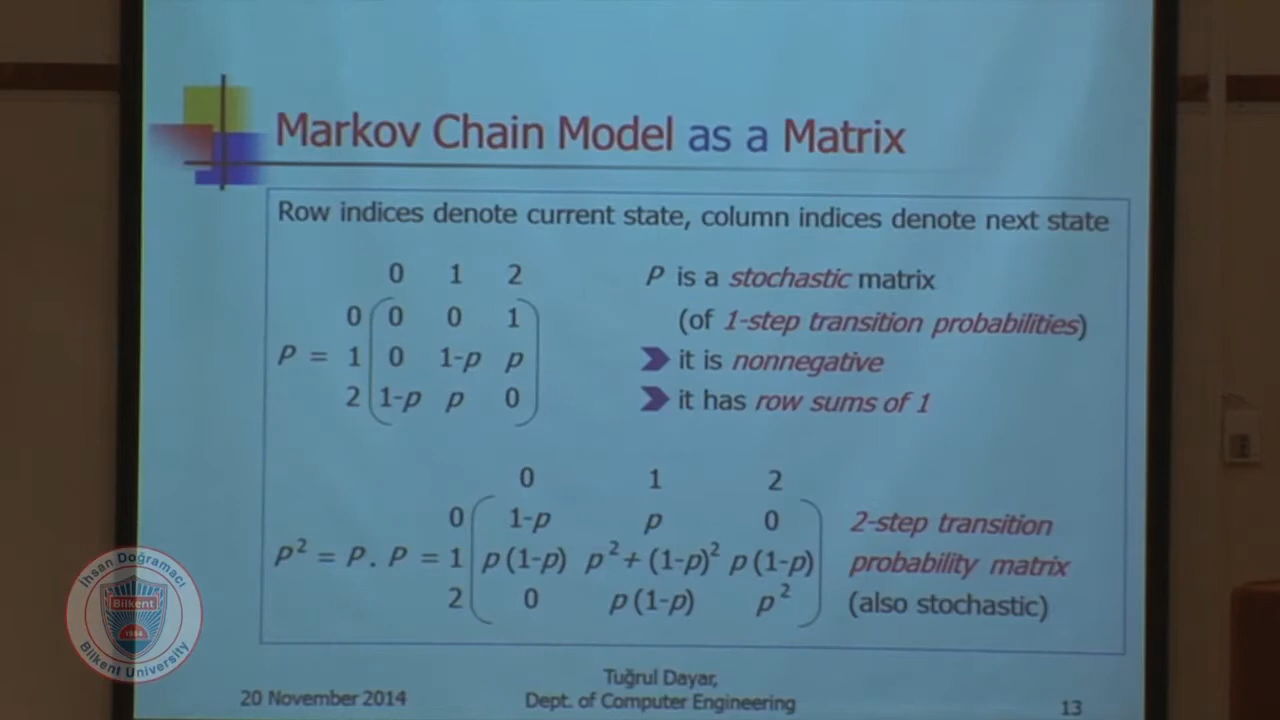 Markov Chain Model as a Matrix
Row indices denote current state, column indices denote next state
0 1 2
0 0 0 1
P = 1 0 1-p p
2 1-p p 0
P is a stochastic matrix
(of 1-step transition probabilities)
it is nonnegative
it has row sums of 1
0 1 2
0 1-p p 0
P² = P . P = 1 p(1-p) p²+(1-p)² p(1-p)
2 0 p(1-p) p²
2-step transition
probability matrix
(also stochastic)
İhsan Doğramacı
Bilkent
1984
Bilkent University
20 November 2014
Tuğrul Dayar,
Dept. of Computer Engineering
13